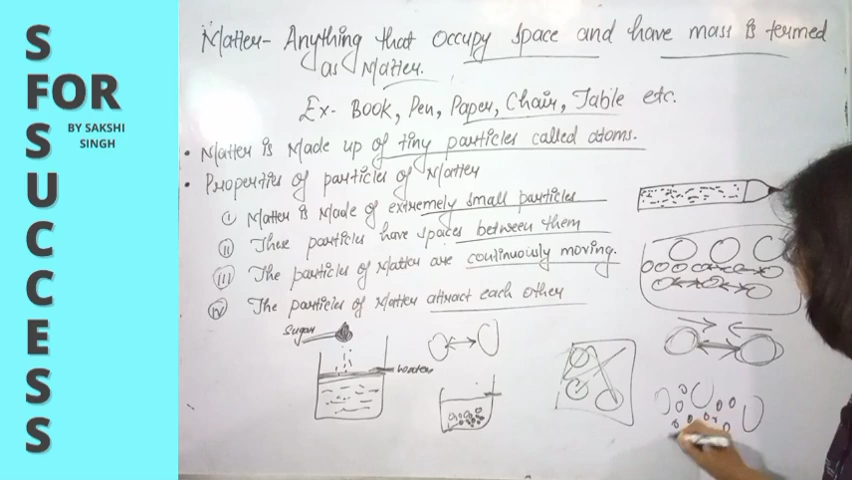 S FOR SUCCESS
BY SAKSHI
SINGH
Matter- Anything that occupy space and have mass is termed
as Matter.
Ex- Book, Pen, Paper, Chair, Table etc.
• Matter is Made up of tiny particles called atoms.
• Properties of particles of Matter
(i) Matter is Made of extremely small particles
(ii) These particles have spaces between them
(iii) The particles of Matter are continuously moving.
(iv) The particles of Matter attract each other
Sugar
water